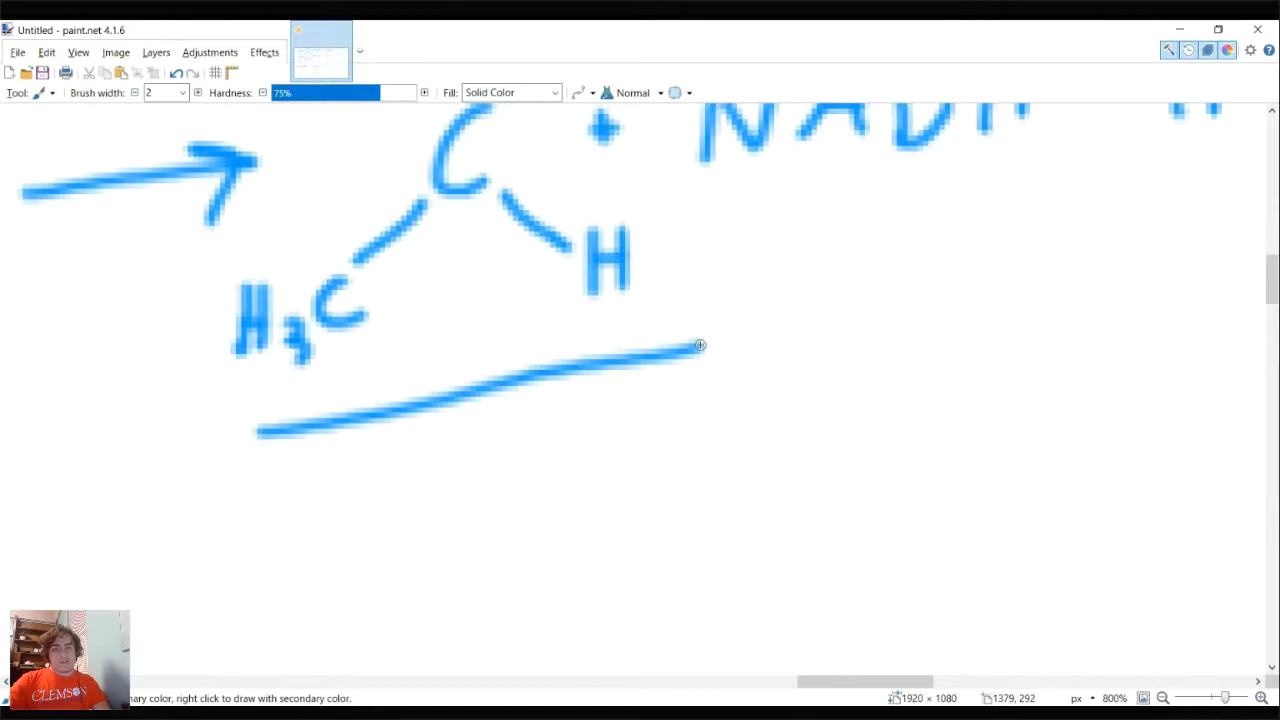 Untitled - paint.net 4.1.6
File Edit View Image Layers Adjustments Effects
Tool: Brush width: 2 Hardness: 75% Fill: Solid Color Normal
C + NADH
H
H3C
CLEMSON
ary color, right click to draw with secondary color.
1920 × 1080 1379, 292 px 800%